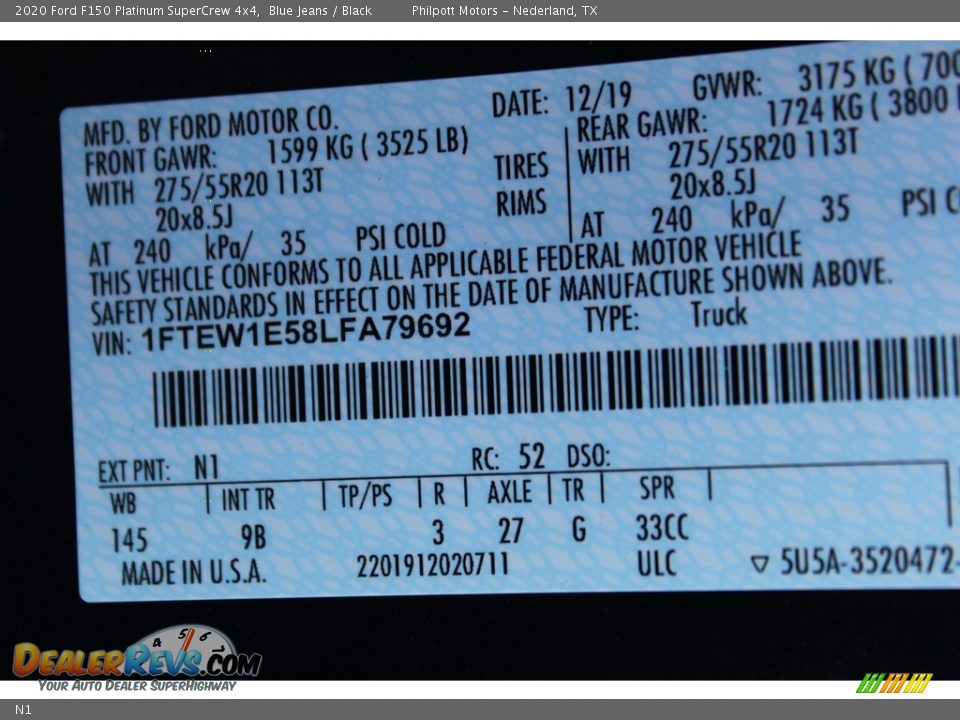 2020 Ford F150 Platinum SuperCrew 4x4, Blue Jeans / Black Philpott Motors – Nederland, TX
MFD. BY FORD MOTOR CO. DATE: 12/19 GVWR: 3175 KG ( 700
FRONT GAWR: 1599 KG ( 3525 LB) REAR GAWR: 1724 KG ( 3800
WITH 275/55R20 113T TIRES WITH 275/55R20 113T
20x8.5J RIMS 20x8.5J
AT 240 kPa/ 35 PSI COLD AT 240 kPa/ 35 PSI
THIS VEHICLE CONFORMS TO ALL APPLICABLE FEDERAL MOTOR VEHICLE
SAFETY STANDARDS IN EFFECT ON THE DATE OF MANUFACTURE SHOWN ABOVE.
VIN: 1FTEW1E58LFA79692 TYPE: Truck
EXT PNT: N1 RC: 52 DSO:
WB INT TR TP/PS R AXLE TR SPR
145 9B 3 27 G 33CC
MADE IN U.S.A. 2201912020711 ULC ▽ 5U5A-3520472-
4 5 6
DEALERREVS.COM
YOUR AUTO DEALER SUPERHIGHWAY
N1